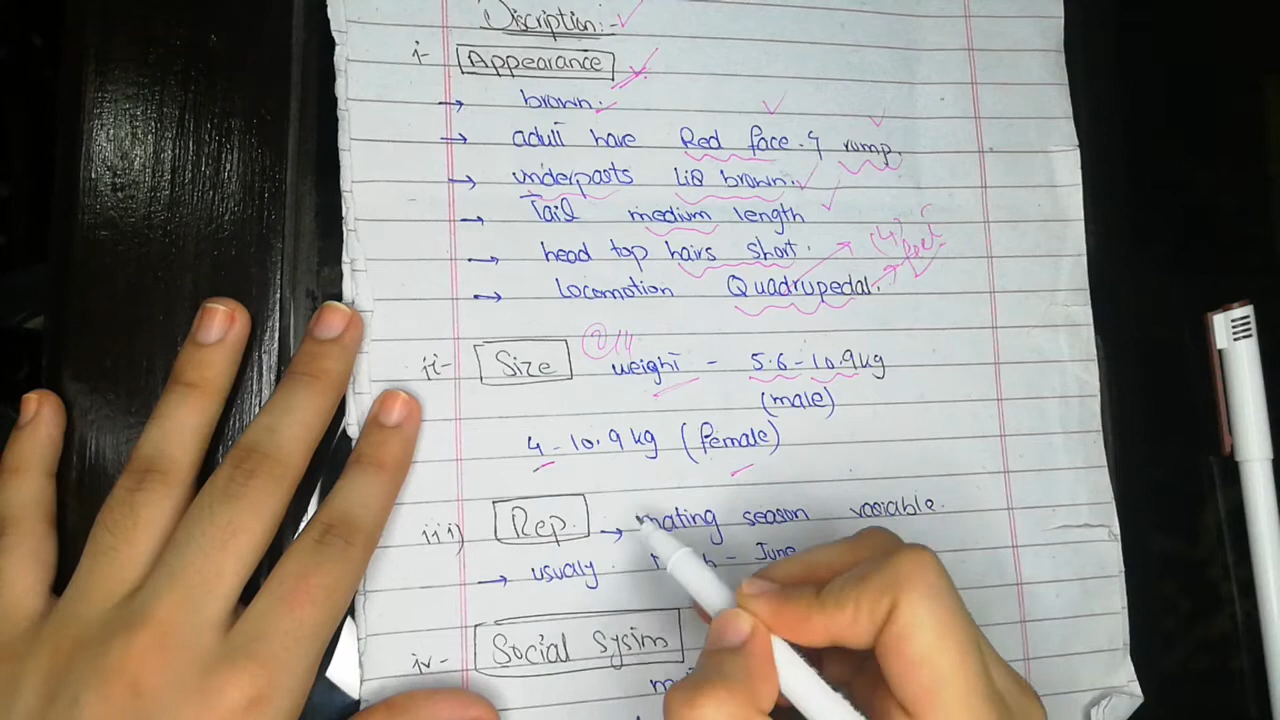 Discription:-
i- Appearance
→ brown.
→ adult have Red face & rump.
→ underparts Lig brown.
→ Tail medium length
→ head top hairs short.
(4) feet
→ Locomotion Quadrupedal.
ii- Size weight - 5.6-10.9 kg
(male)
4-10.9 kg (female)
iii) Rep. → mating season variable.
→ usualy - June
iv- Social Systim